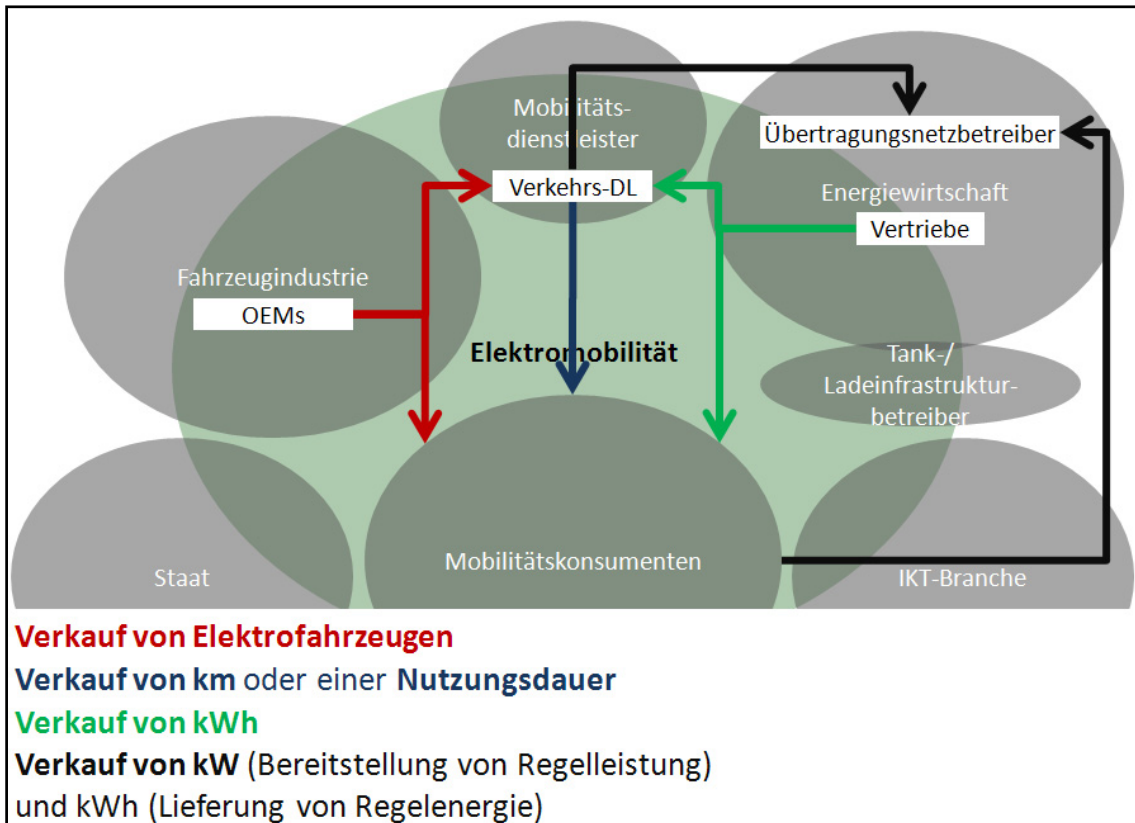 Mobilitäts-
dienstleister
Verkehrs-DL
Übertragungsnetzbetreiber
Energiewirtschaft
Vertriebe
Fahrzeugindustrie
OEMs
Elektromobilität
Tank-/
Ladeinfrastruktur-
betreiber
Staat
Mobilitätskonsumenten
IKT-Branche
Verkauf von Elektrofahrzeugen
Verkauf von km oder einer Nutzungsdauer
Verkauf von kWh
Verkauf von kW (Bereitstellung von Regelleistung)
und kWh (Lieferung von Regelenergie)